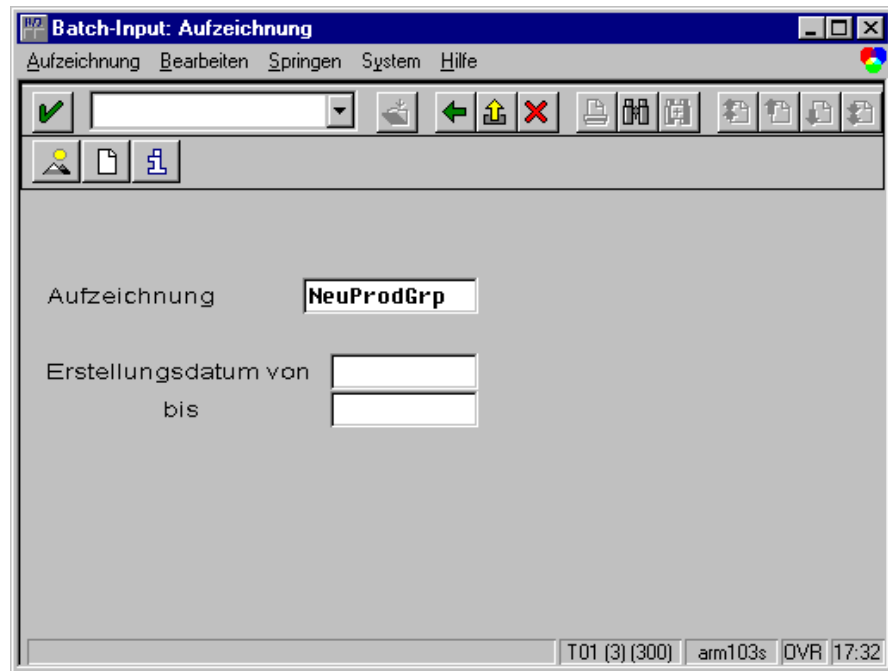 Batch-Input: Aufzeichnung
Aufzeichnung Bearbeiten Springen System Hilfe
Aufzeichnung NeuProdGrp
Erstellungsdatum von
bis
T01 (3) (300) arm103s OVR 17:32